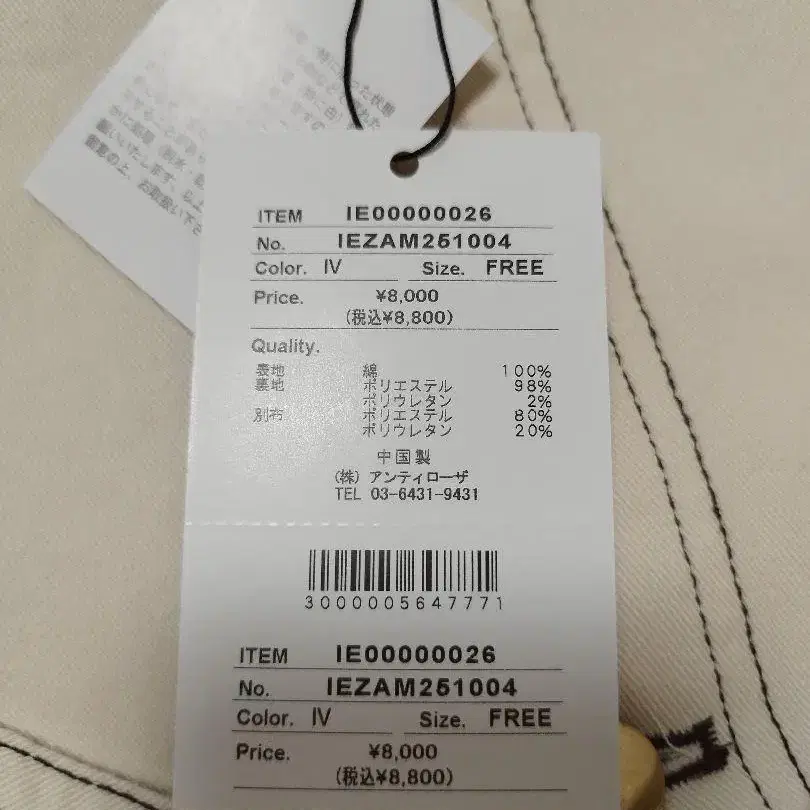 ITEM IE00000026
No. IEZAM251004
Color. IV Size. FREE
Price. ¥8,000
(税込¥8,800)
Quality.
表地 綿 100%
裏地 ポリエステル 98%
ポリウレタン 2%
別布 ポリエステル 80%
ポリウレタン 20%
中国製
(株) アンティローザ
TEL 03-6431-9431
3000005647771
ITEM IE00000026
No. IEZAM251004
Color. IV Size. FREE
Price. ¥8,000
(税込¥8,800)